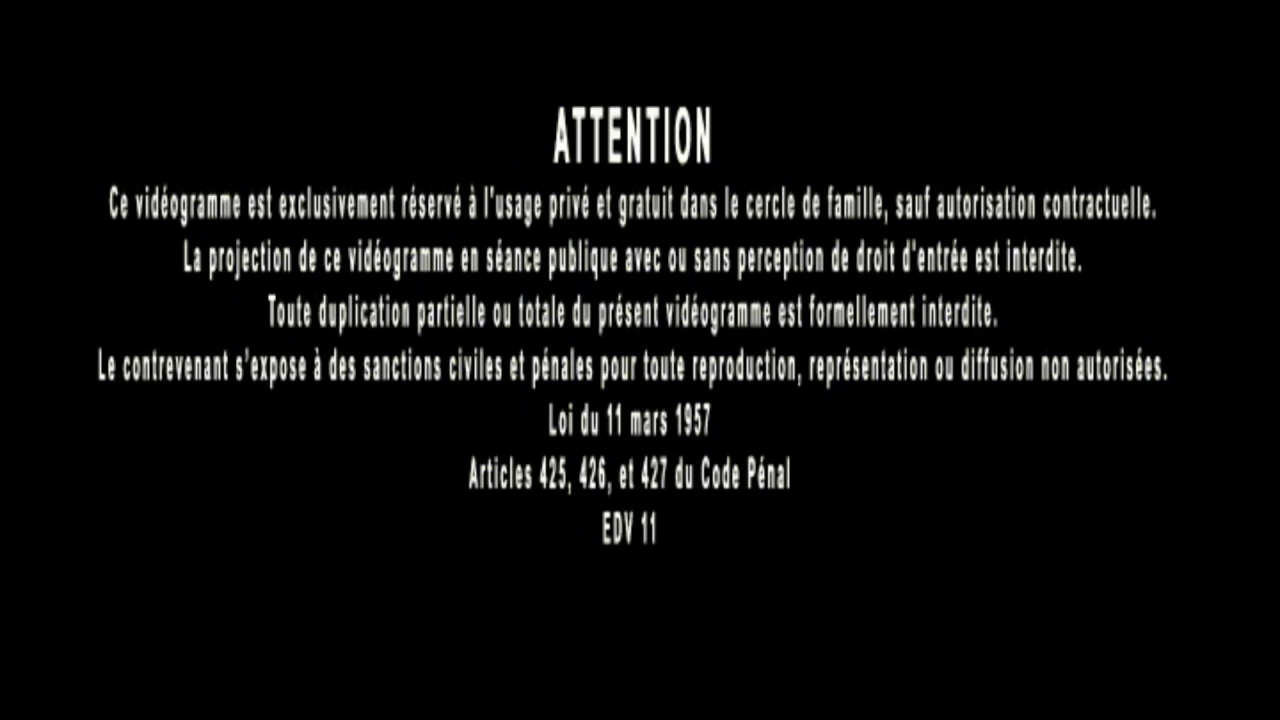 ATTENTION
Ce vidéogramme est exclusivement réservé à l'usage privé et gratuit dans le cercle de famille, sauf autorisation contractuelle.
La projection de ce vidéogramme en séance publique avec ou sans perception de droit d'entrée est interdite.
Toute duplication partielle ou totale du présent vidéogramme est formellement interdite.
Le contrevenant s'expose à des sanctions civiles et pénales pour toute reproduction, représentation ou diffusion non autorisées.
Loi du 11 mars 1957
Articles 425, 426, et 427 du Code Pénal
EDV 11